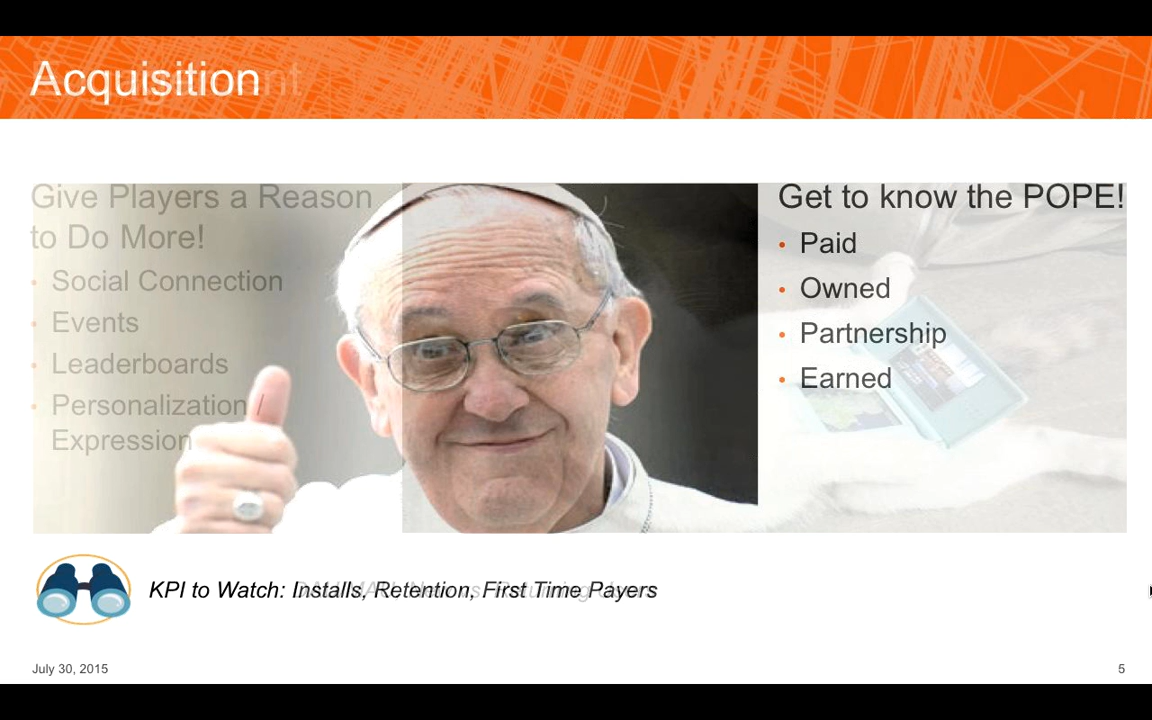 Acquisition
Give Players a Reason
to Do More!
• Social Connection
• Events
• Leaderboards
• Personalization
Expression
Get to know the POPE!
• Paid
• Owned
• Partnership
• Earned
KPI to Watch: Installs, Retention, First Time Payers
July 30, 2015
5